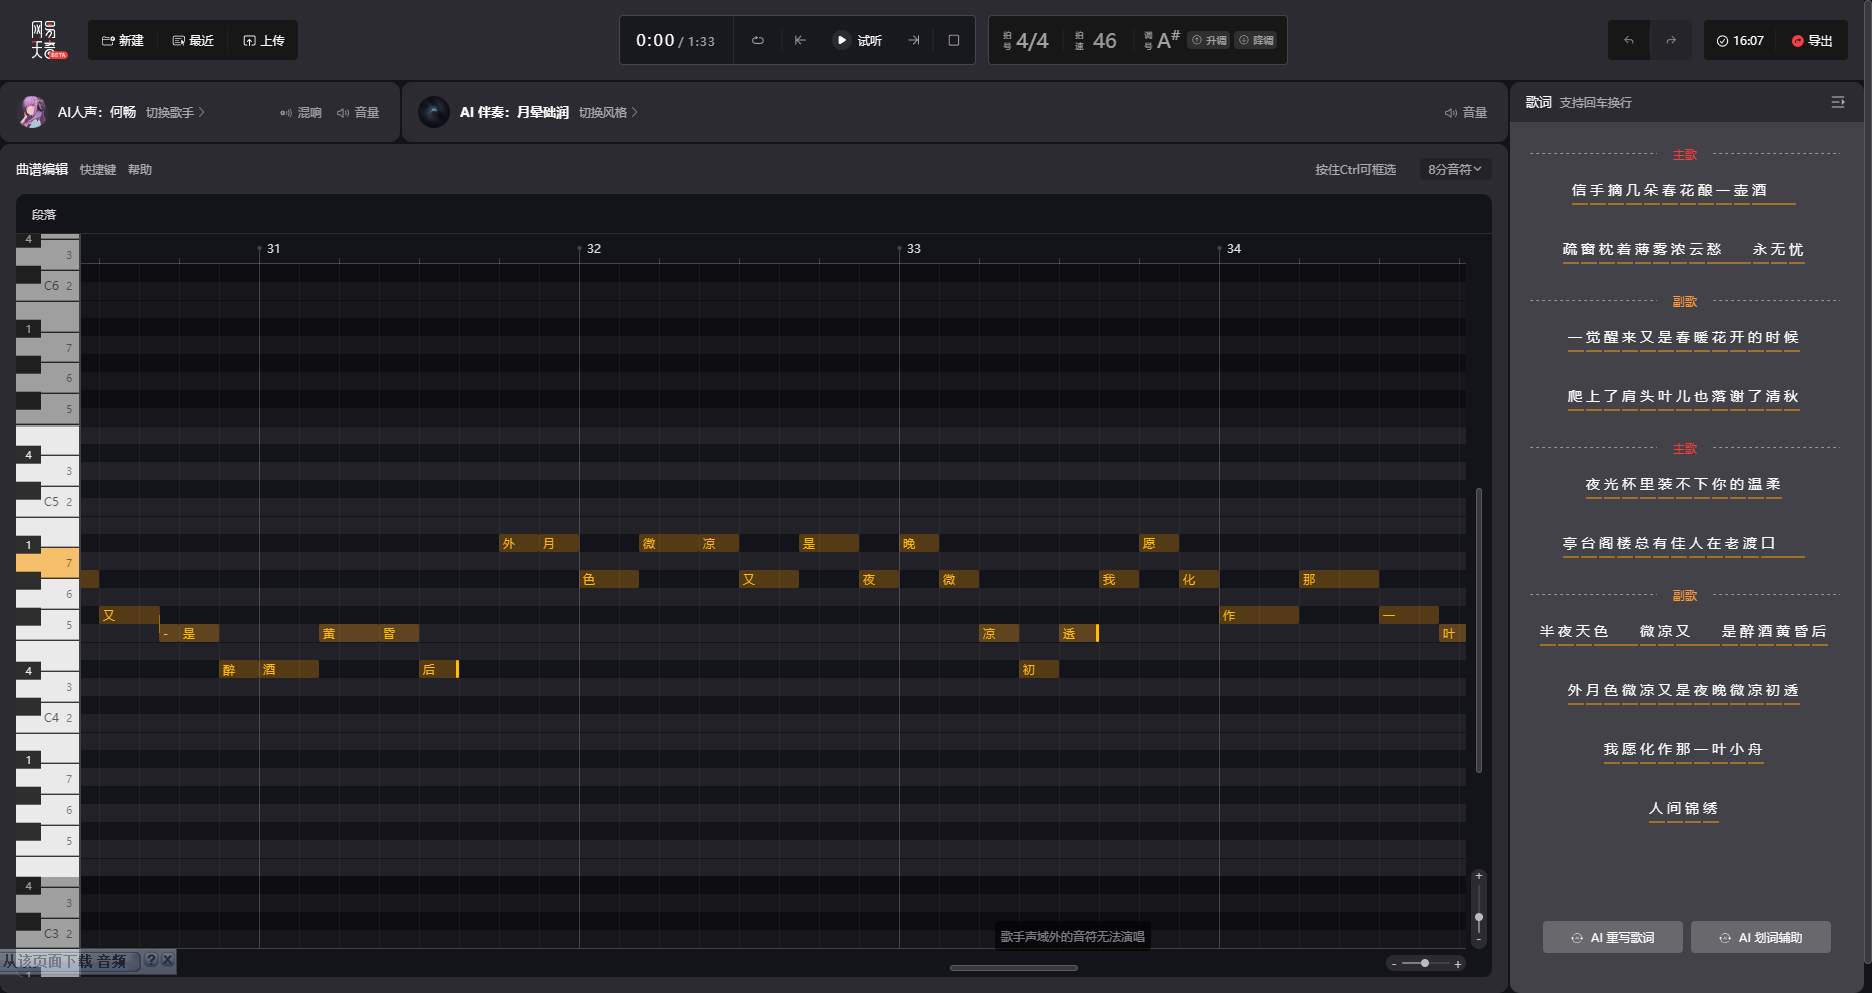 网易天音 BETA
新建 最近 上传
0:00 / 1:33 试听
拍号 4/4 拍速 46 调号 A# 升调 降调
16:07 导出
AI人声：何畅 切换歌手 混响 音量
AI 伴奏：月晕础润 切换风格 音量
曲谱编辑 快捷键 帮助
按住Ctrl可框选 8分音符
段落
31 32 33 34
4
3
C6 2
1
7
6
5
4
3
C5 2
1
7
6
5
4
3
C4 2
1
7
6
5
4
3
C3 2
外 月 微 凉 是 晚 愿
色 又 夜 微 我 化 那
又 作 一
- 是 黄 昏 凉 透 叶
醉 酒 后 初
歌手声域外的音符无法演唱
- +
+
-
从该页面下载 音频 ? X
歌词 支持回车换行
主歌
信手摘几朵春花酿一壶酒
疏窗枕着薄雾浓云愁 永无忧
副歌
一觉醒来又是春暖花开的时候
爬上了肩头叶儿也落谢了清秋
主歌
夜光杯里装不下你的温柔
亭台阁楼总有佳人在老渡口
副歌
半夜天色 微凉又 是醉酒黄昏后
外月色微凉又是夜晚微凉初透
我愿化作那一叶小舟
人间锦绣
AI 重写歌词 AI 划词辅助